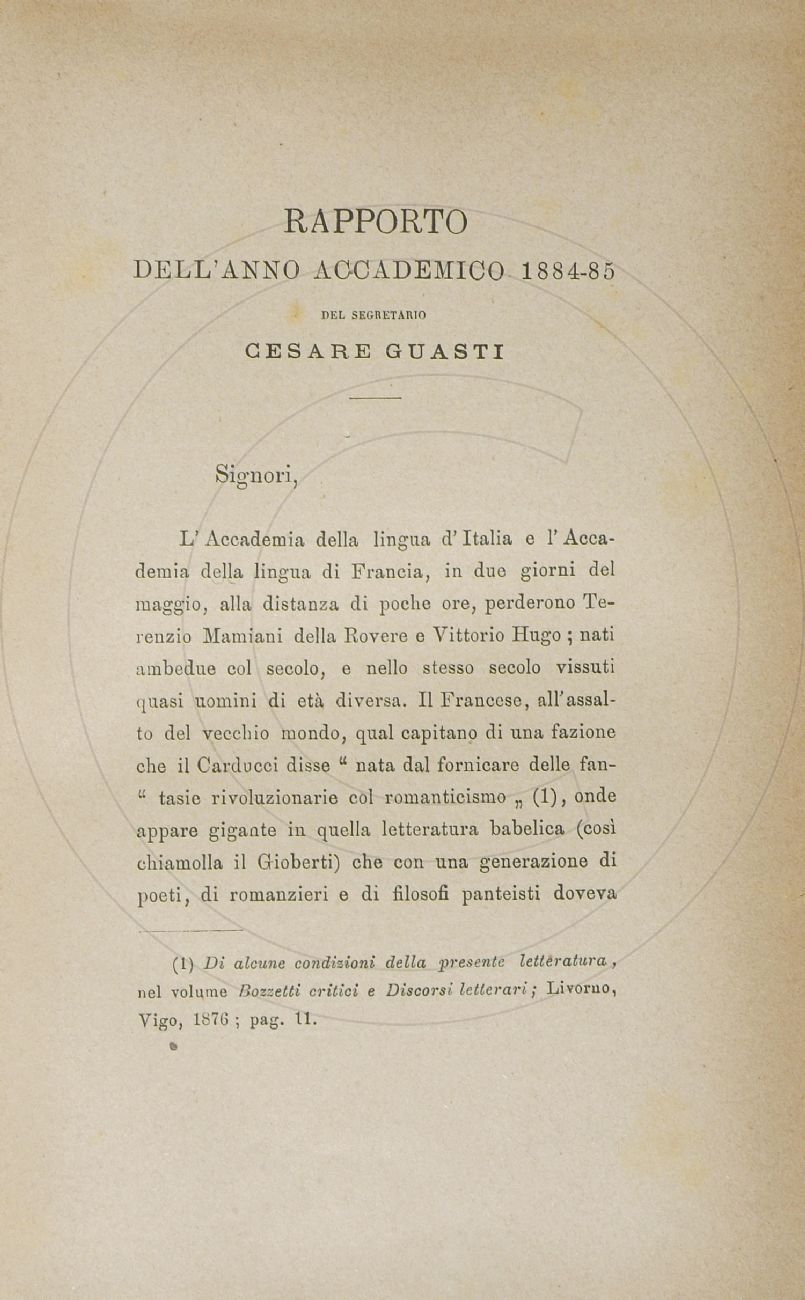 RAPPORTO
DELL'ANNO ACCADEMICO 1884-85
DEL SEGRETARIO
CESARE GUASTI
Signori,
L' Accademia della lingua d' Italia e l' Acca-
demia della lingua di Francia, in due giorni del
maggio, alla distanza di poche ore, perderono Te-
renzio Mamiani della Rovere e Vittorio Hugo ; nati
ambedue col secolo, e nello stesso secolo vissuti
quasi uomini di età diversa. Il Francese, all'assal-
to del vecchio mondo, qual capitano di una fazione
che il Carducci disse “ nata dal fornicare delle fan-
“ tasie rivoluzionarie col romanticismo „ (1), onde
appare gigante in quella letteratura babelica (così
chiamolla il Gioberti) che con una generazione di
poeti, di romanzieri e di filosofi panteisti doveva
(1) Di alcune condizioni della presente letteratura,
nel volume Bozzetti critici e Discorsi letterari; Livorno,
Vigo, 1876 ; pag. 11.